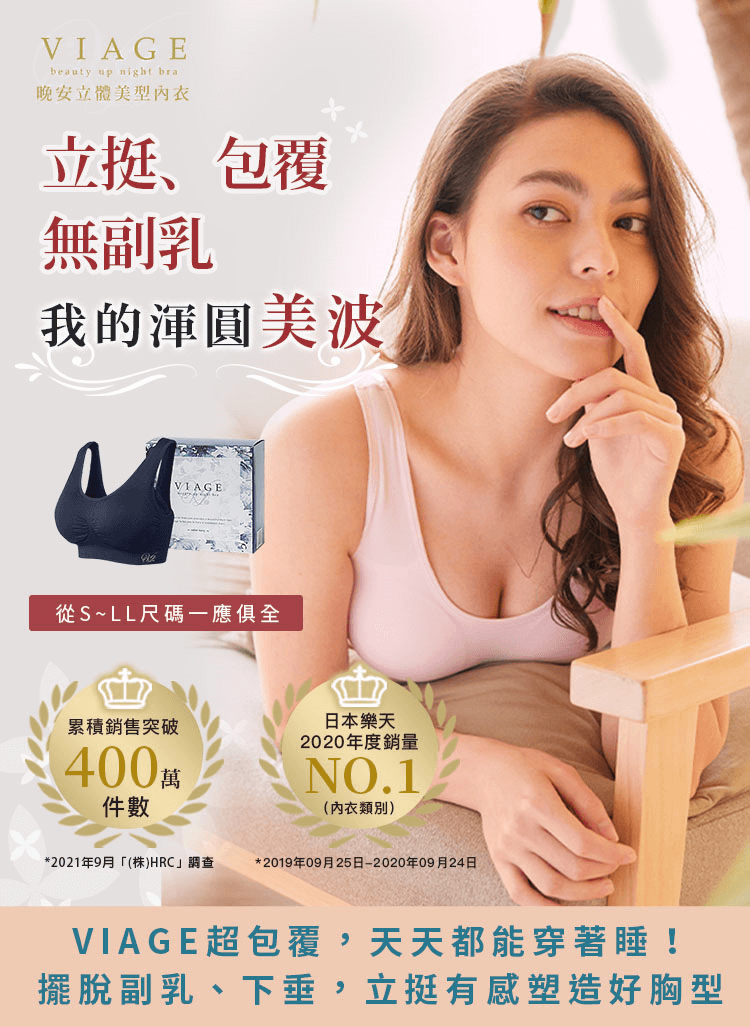 VIAGE
beauty up night bra
晚安立體美型內衣
立挺、包覆
無副乳
我的渾圓美波
VIAGE
從S~LL尺碼一應俱全
累積銷售突破
400萬
件數
*2021年9月「(株)HRC」調查
日本樂天
2020年度銷量
NO.1
(內衣類別)
*2019年09月25日–2020年09月24日
VIAGE超包覆，天天都能穿著睡！
擺脫副乳、下垂，立挺有感塑造好胸型